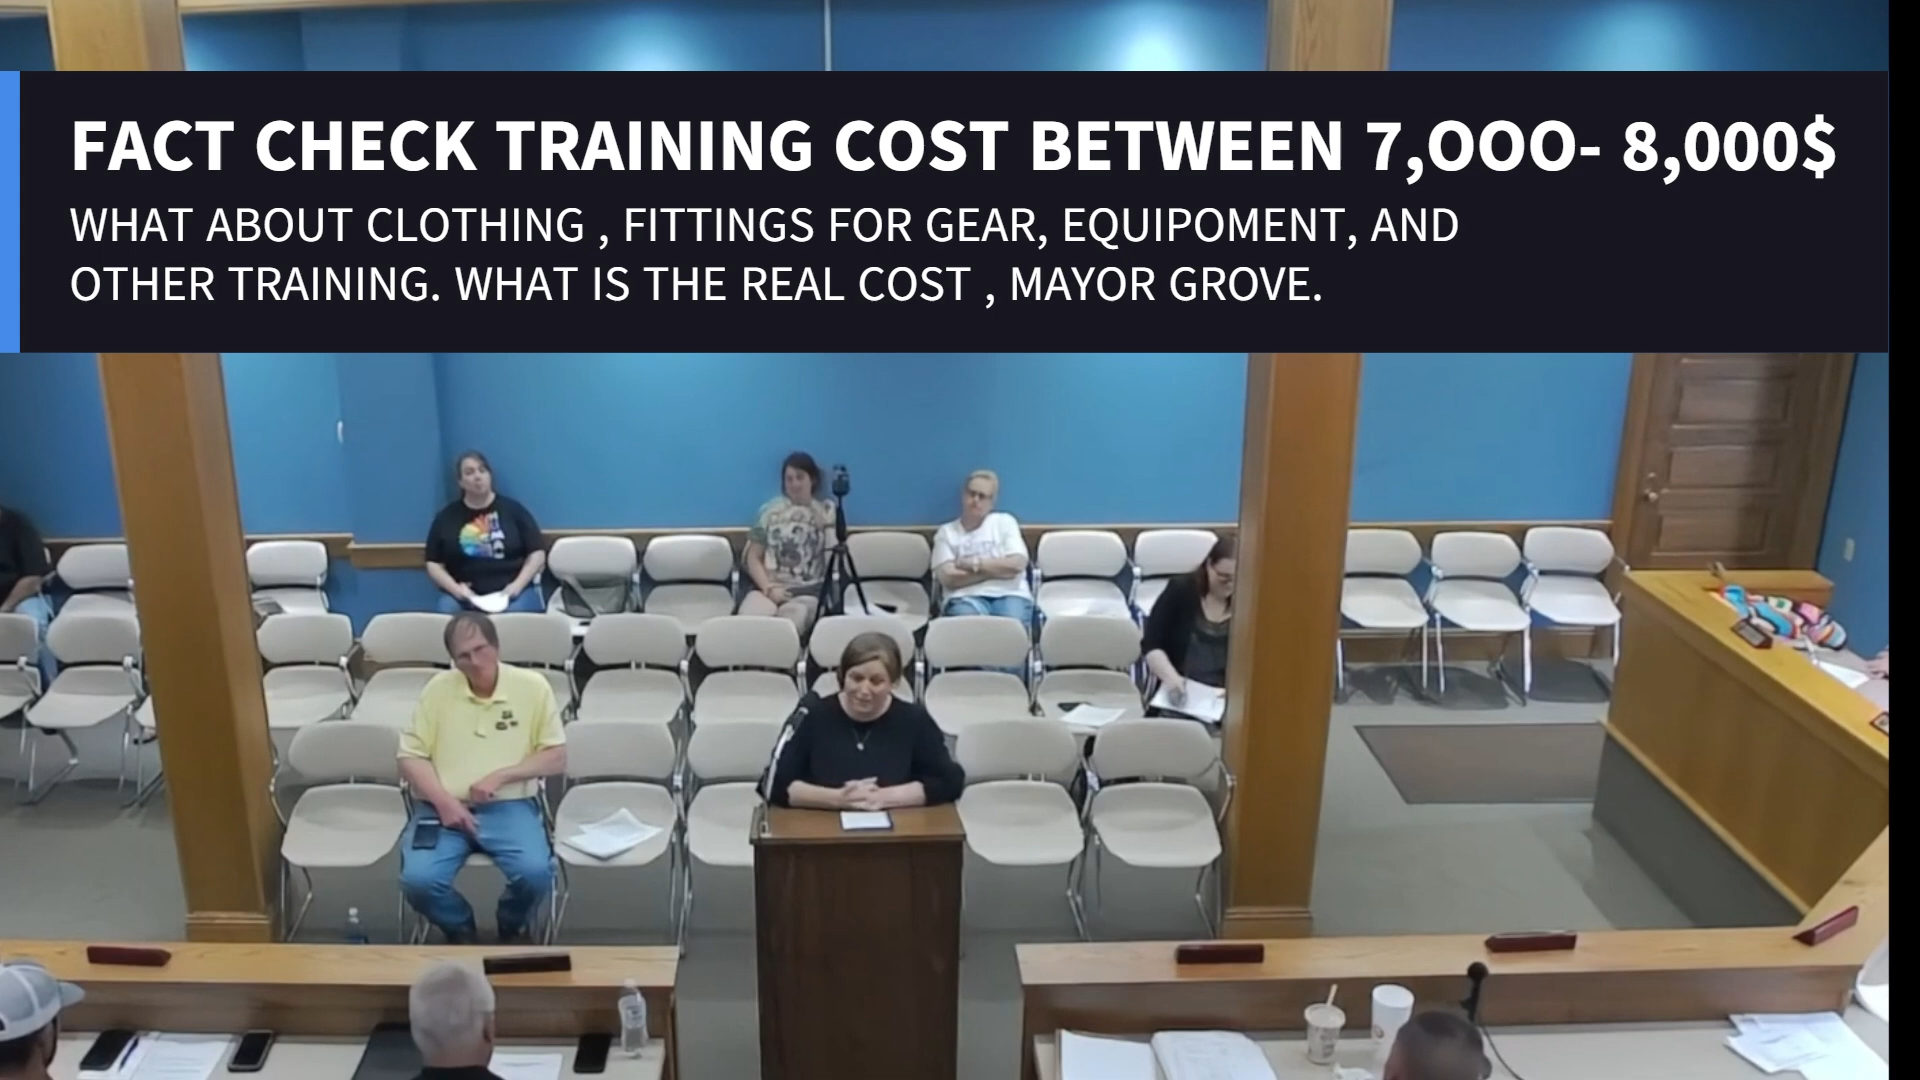 FACT CHECK TRAINING COST BETWEEN 7,OOO- 8,000$
WHAT ABOUT CLOTHING , FITTINGS FOR GEAR, EQUIPOMENT, AND
OTHER TRAINING. WHAT IS THE REAL COST , MAYOR GROVE.
HUMAN